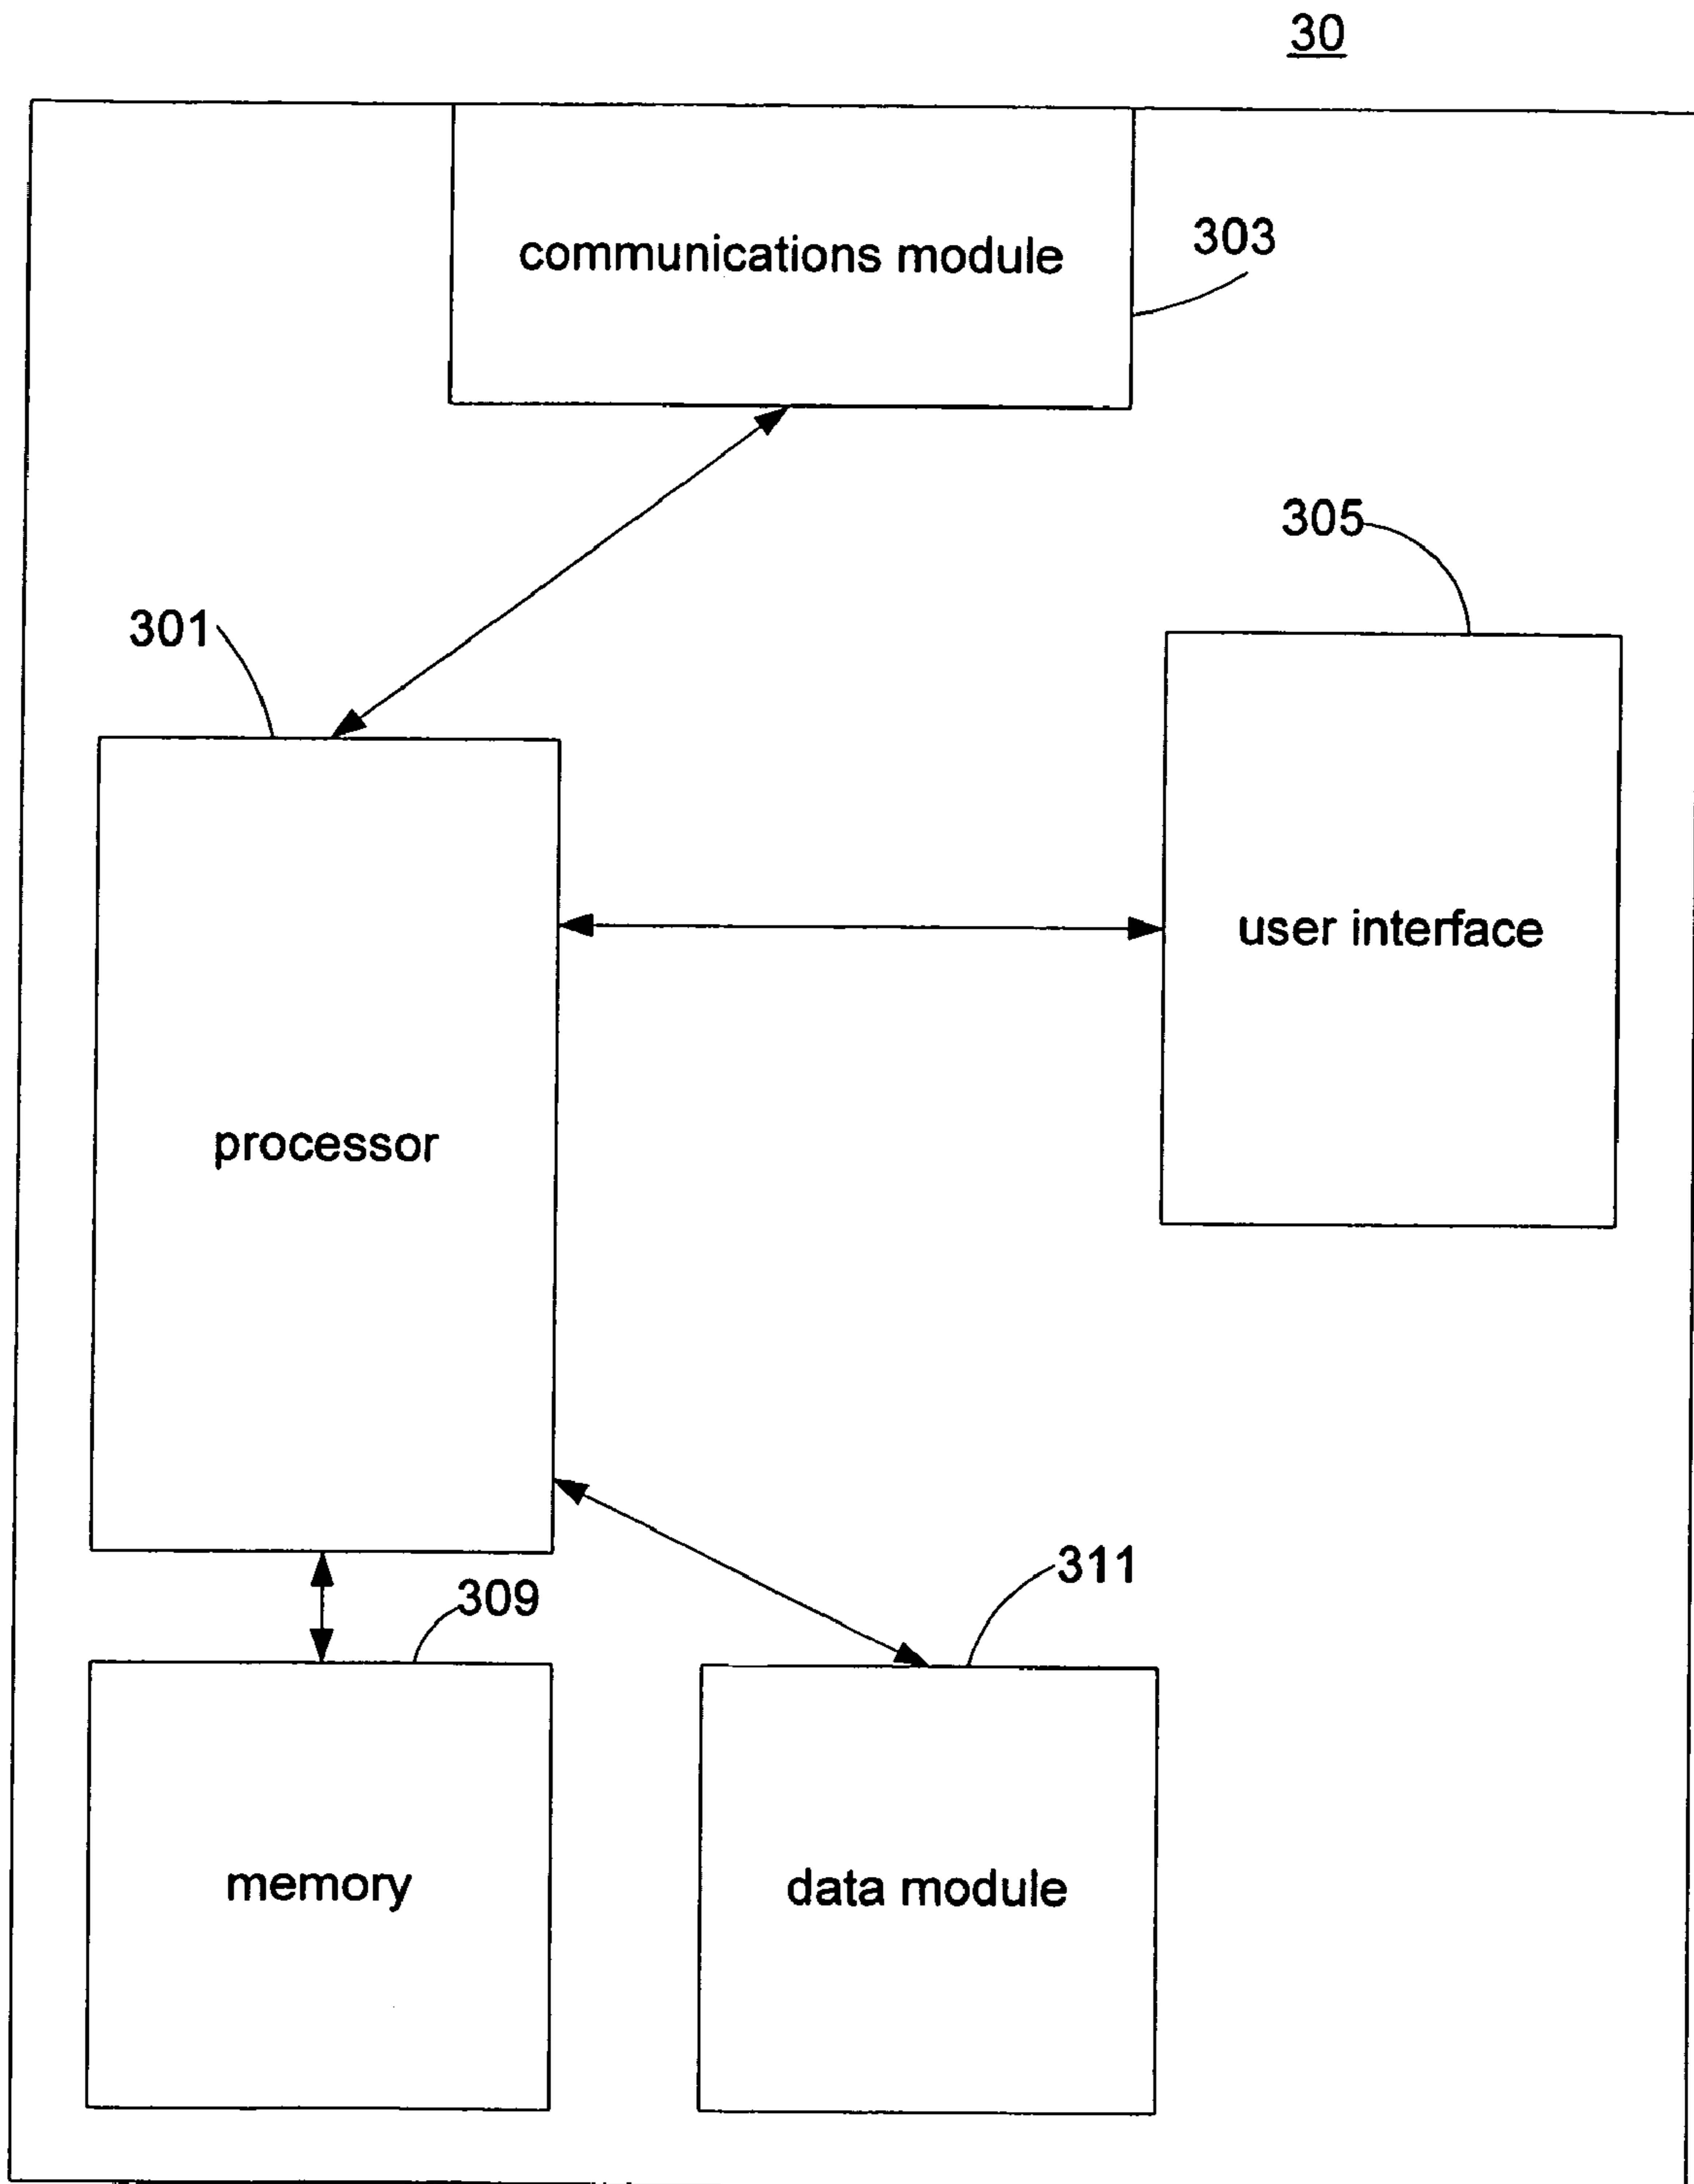 30
communications module
303
305
301
user interface
processor
311
309
memory
data module